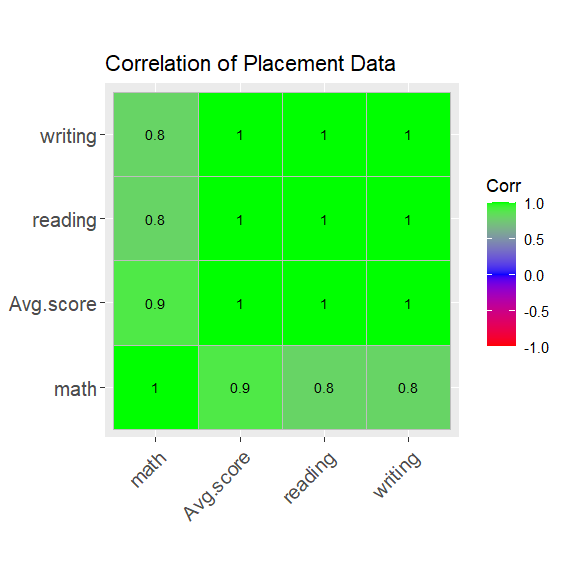 Correlation of Placement Data
writing 0.8 1 1 1
reading 0.8 1 1 1
Avg.score 0.9 1 1 1
math 1 0.9 0.8 0.8
math Avg.score reading writing
Corr
1.0
0.5
0.0
-0.5
-1.0